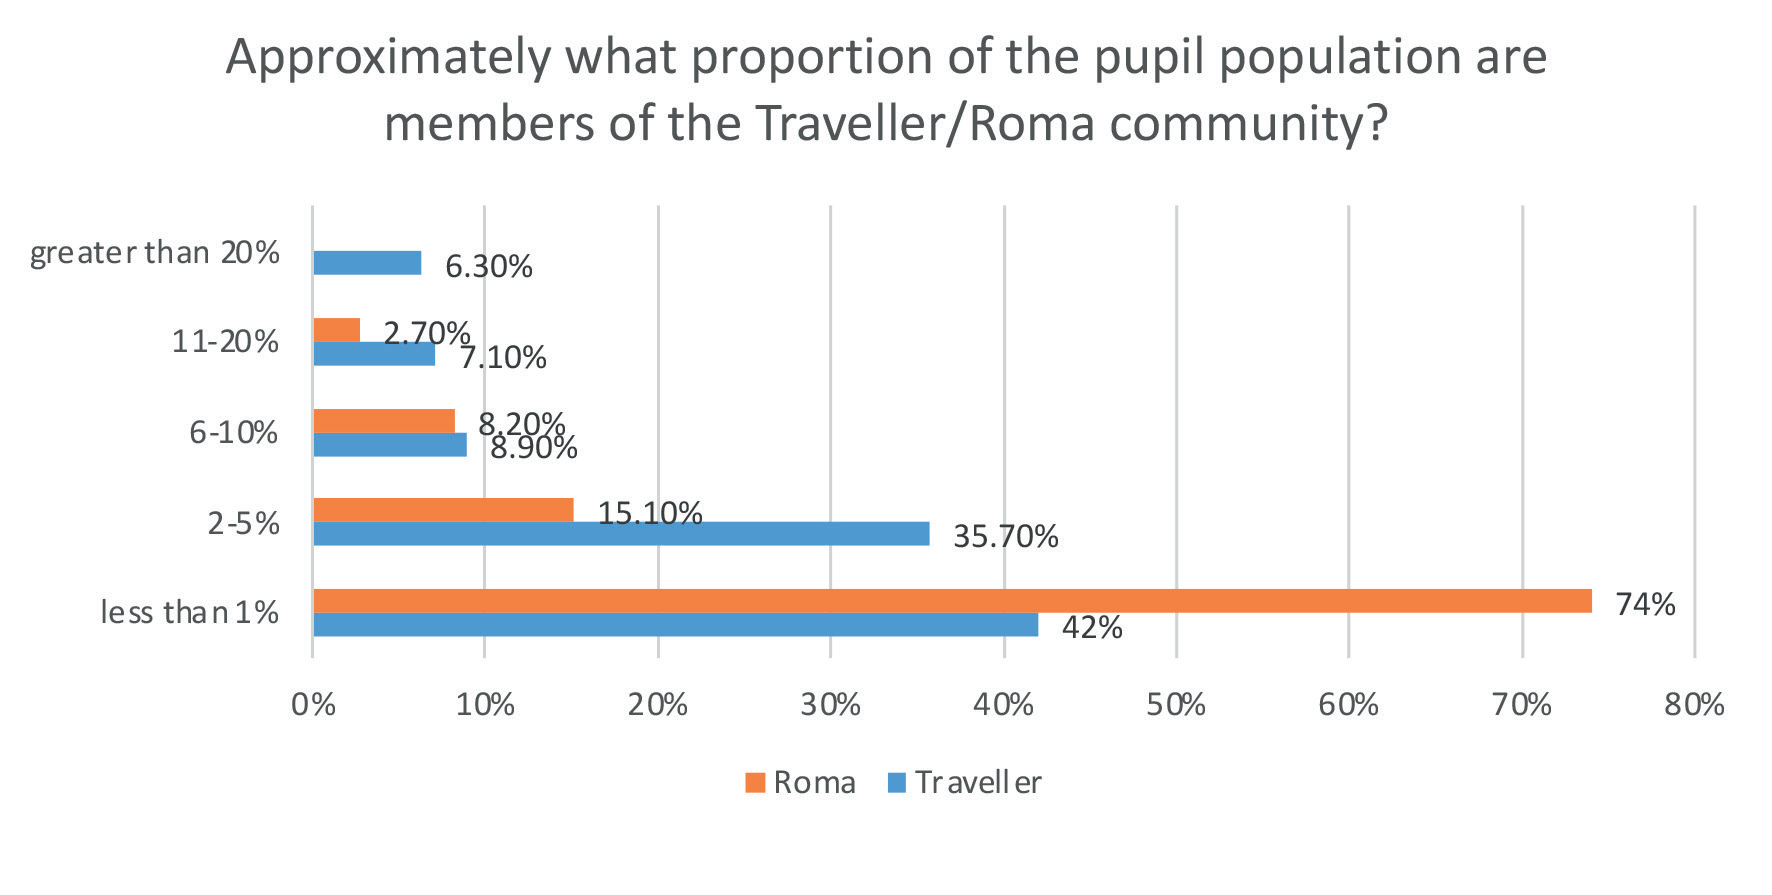 Approximately what proportion of the pupil population are
members of the Traveller/Roma community?
greater than 20%
6.30%
11-20%
2.70%
7.10%
6-10%
8.20%
8.90%
2-5%
15.10%
35.70%
less than 1%
74%
42%
0% 10% 20% 30% 40% 50% 60% 70% 80%
Roma Traveller